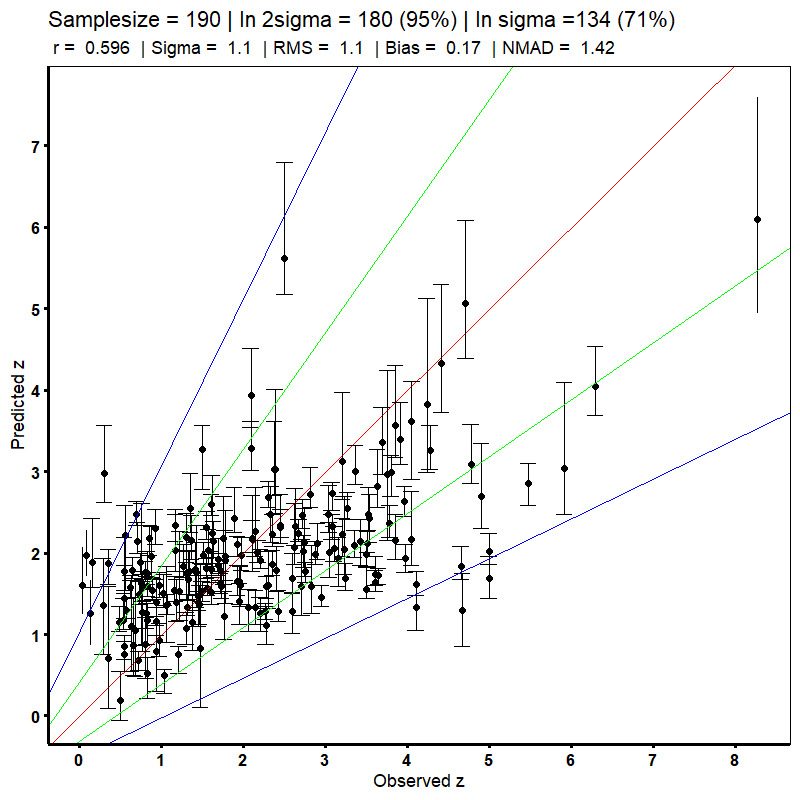 Samplesize = 190 | In 2sigma = 180 (95%) | In sigma =134 (71%)
r = 0.596 | Sigma = 1.1 | RMS = 1.1 | Bias = 0.17 | NMAD = 1.42
7
6
5
4
3
2
1
0
Predicted z
0 1 2 3 4 5 6 7 8
Observed z